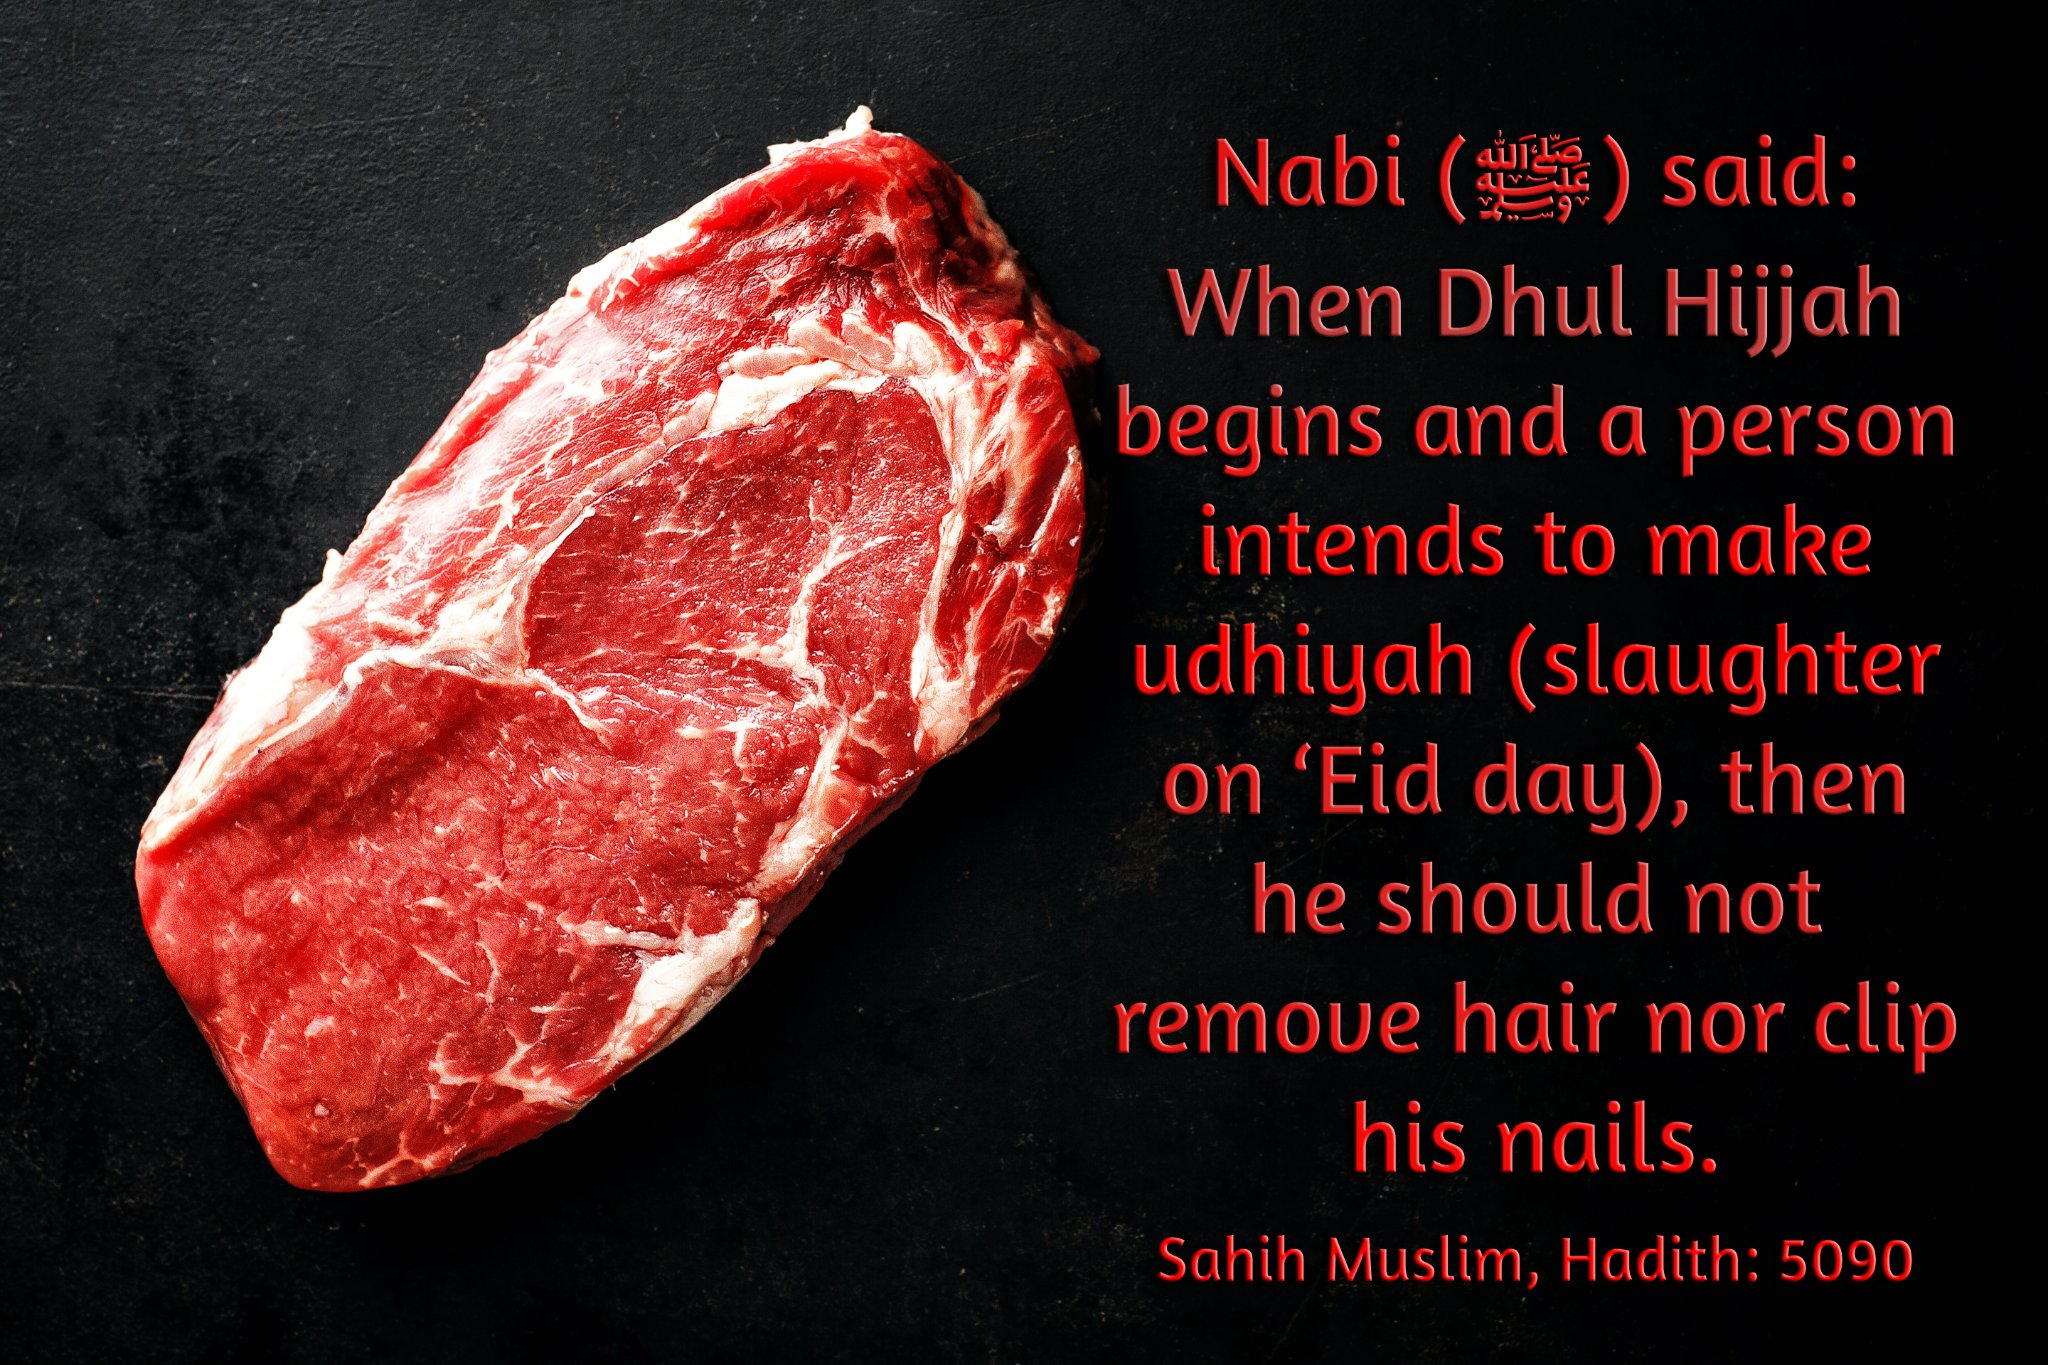 Nabi (ﷺ) said:
When Dhul Hijjah
begins and a person
intends to make
udhiyah (slaughter
on ‘Eid day), then
he should not
remove hair nor clip
his nails.
Sahih Muslim, Hadith: 5090